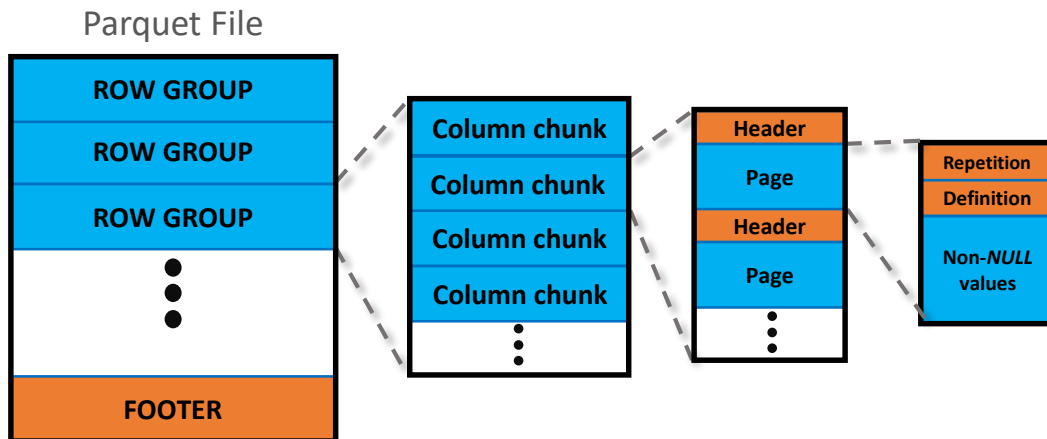 Parquet File
ROW GROUP
ROW GROUP
ROW GROUP
FOOTER
Column chunk
Column chunk
Column chunk
Column chunk
Header
Page
Header
Page
Repetition
Definition
Non-NULL
values